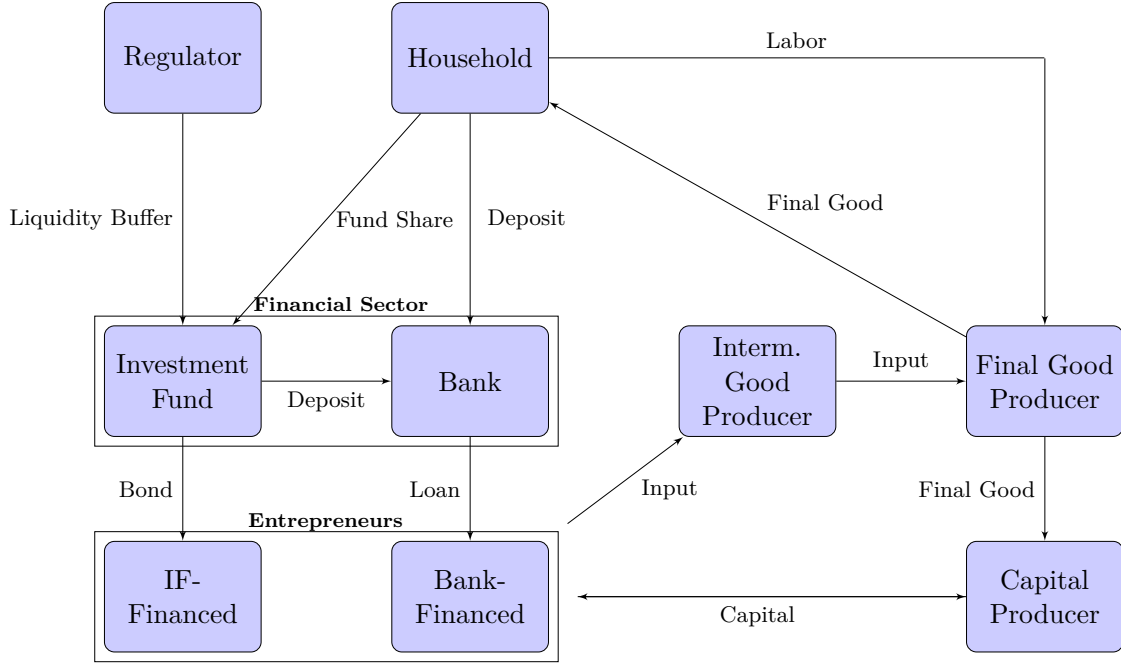 Regulator
Household
Labor
Liquidity Buffer
Fund Share
Deposit
Final Good
Financial Sector
Investment
Fund
Deposit
Bank
Interm.
Good
Producer
Input
Final Good
Producer
Bond
Loan
Input
Final Good
Entrepreneurs
IF-
Financed
Bank-
Financed
Capital
Capital
Producer